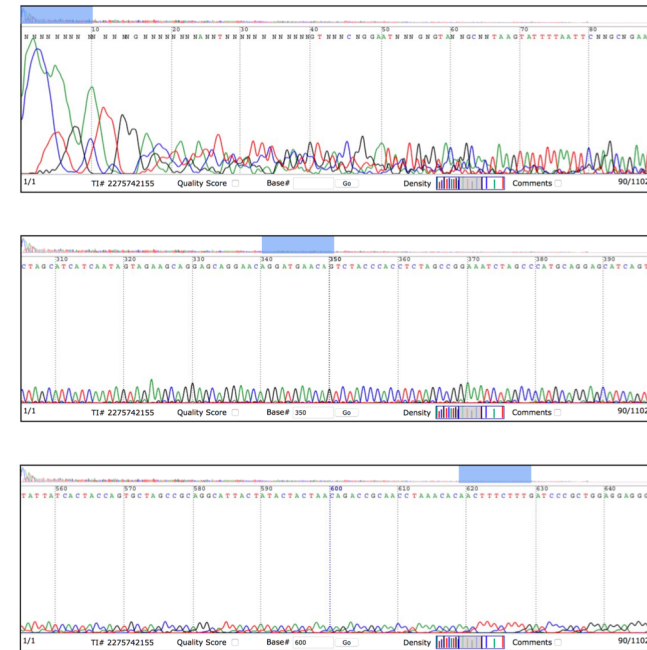 10 20 30 40 50 60 70 80
1/1 TI# 2275742155 Quality Score Base# Go Density Comments 90/1102
310 320 330 340 350 360 370 380 390
CTAGCATCATCAATAGTAGAAGCAGGAGCAGGAACAGGATGAACAGTCTACCCACCTCTAGCCGGAAATCTAGCCCATGCAGGAGCATCAGT
1/1 TI# 2275742155 Quality Score Base# 350 Go Density Comments 90/1102
560 570 580 590 600 610 620 630 640
TATTATCACTACCAGTGCTAGCCGCAGGCATTACTATACTACTAACAGACCGCAACCTAAACACAACTTTCTTTGATCCCGCTGGAGGAGGG
1/1 TI# 2275742155 Quality Score Base# 600 Go Density Comments 90/1102